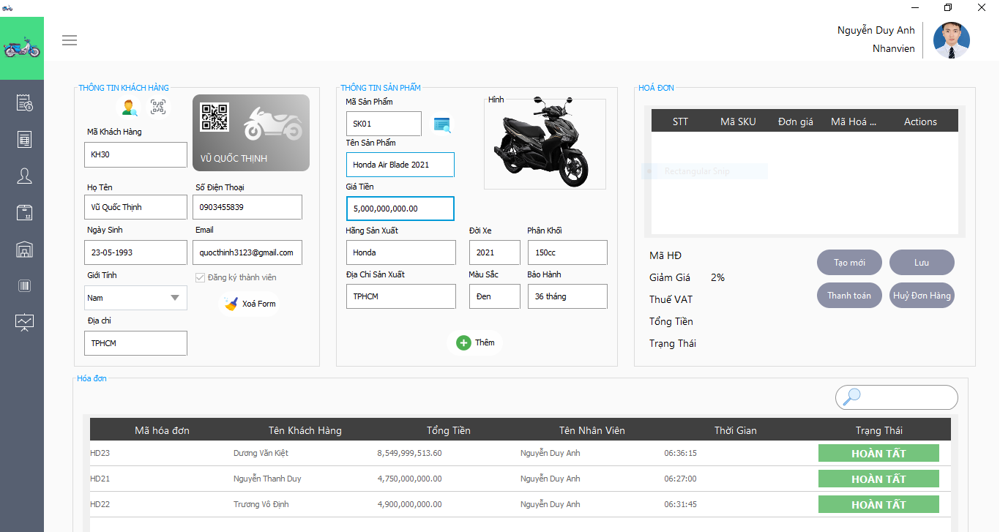 Nguyễn Duy Anh
Nhanvien
THÔNG TIN KHÁCH HÀNG
Mã Khách Hàng
KH30
VŨ QUỐC THỊNH
Họ Tên
Số Điện Thoại
Vũ Quốc Thịnh
0903455839
Ngày Sinh
Email
23-05-1993
quocthinh3123@gmail.com
Giới Tính
Đăng ký thành viên
Nam
Xoá Form
Địa chỉ
TPHCM
THÔNG TIN SẢN PHẨM
Mã Sản Phẩm
Hình
SK01
Tên Sản Phẩm
Honda Air Blade 2021
Giá Tiền
5,000,000,000.00
Hãng Sản Xuất
Đời Xe
Phân Khối
Honda
2021
150cc
Địa Chỉ Sản Xuất
Màu Sắc
Bảo Hành
TPHCM
Đen
36 tháng
Thêm
HOÁ ĐƠN
STT Mã SKU Đơn giá Mã Hoá ... Actions
Rectangular Snip
Mã HĐ
Giảm Giá 2%
Thuế VAT
Tổng Tiền
Trạng Thái
Tạo mới
Lưu
Thanh toán
Huỷ Đơn Hàng
Hóa đơn
Mã hóa đơn Tên Khách Hàng Tổng Tiền Tên Nhân Viên Thời Gian Trạng Thái
HD23 Dương Văn Kiệt 8,549,999,513.60 Nguyễn Duy Anh 06:36:15 HOÀN TẤT
HD21 Nguyễn Thanh Duy 4,750,000,000.00 Nguyễn Duy Anh 06:27:00 HOÀN TẤT
HD22 Trương Vô Định 4,900,000,000.00 Nguyễn Duy Anh 06:31:45 HOÀN TẤT